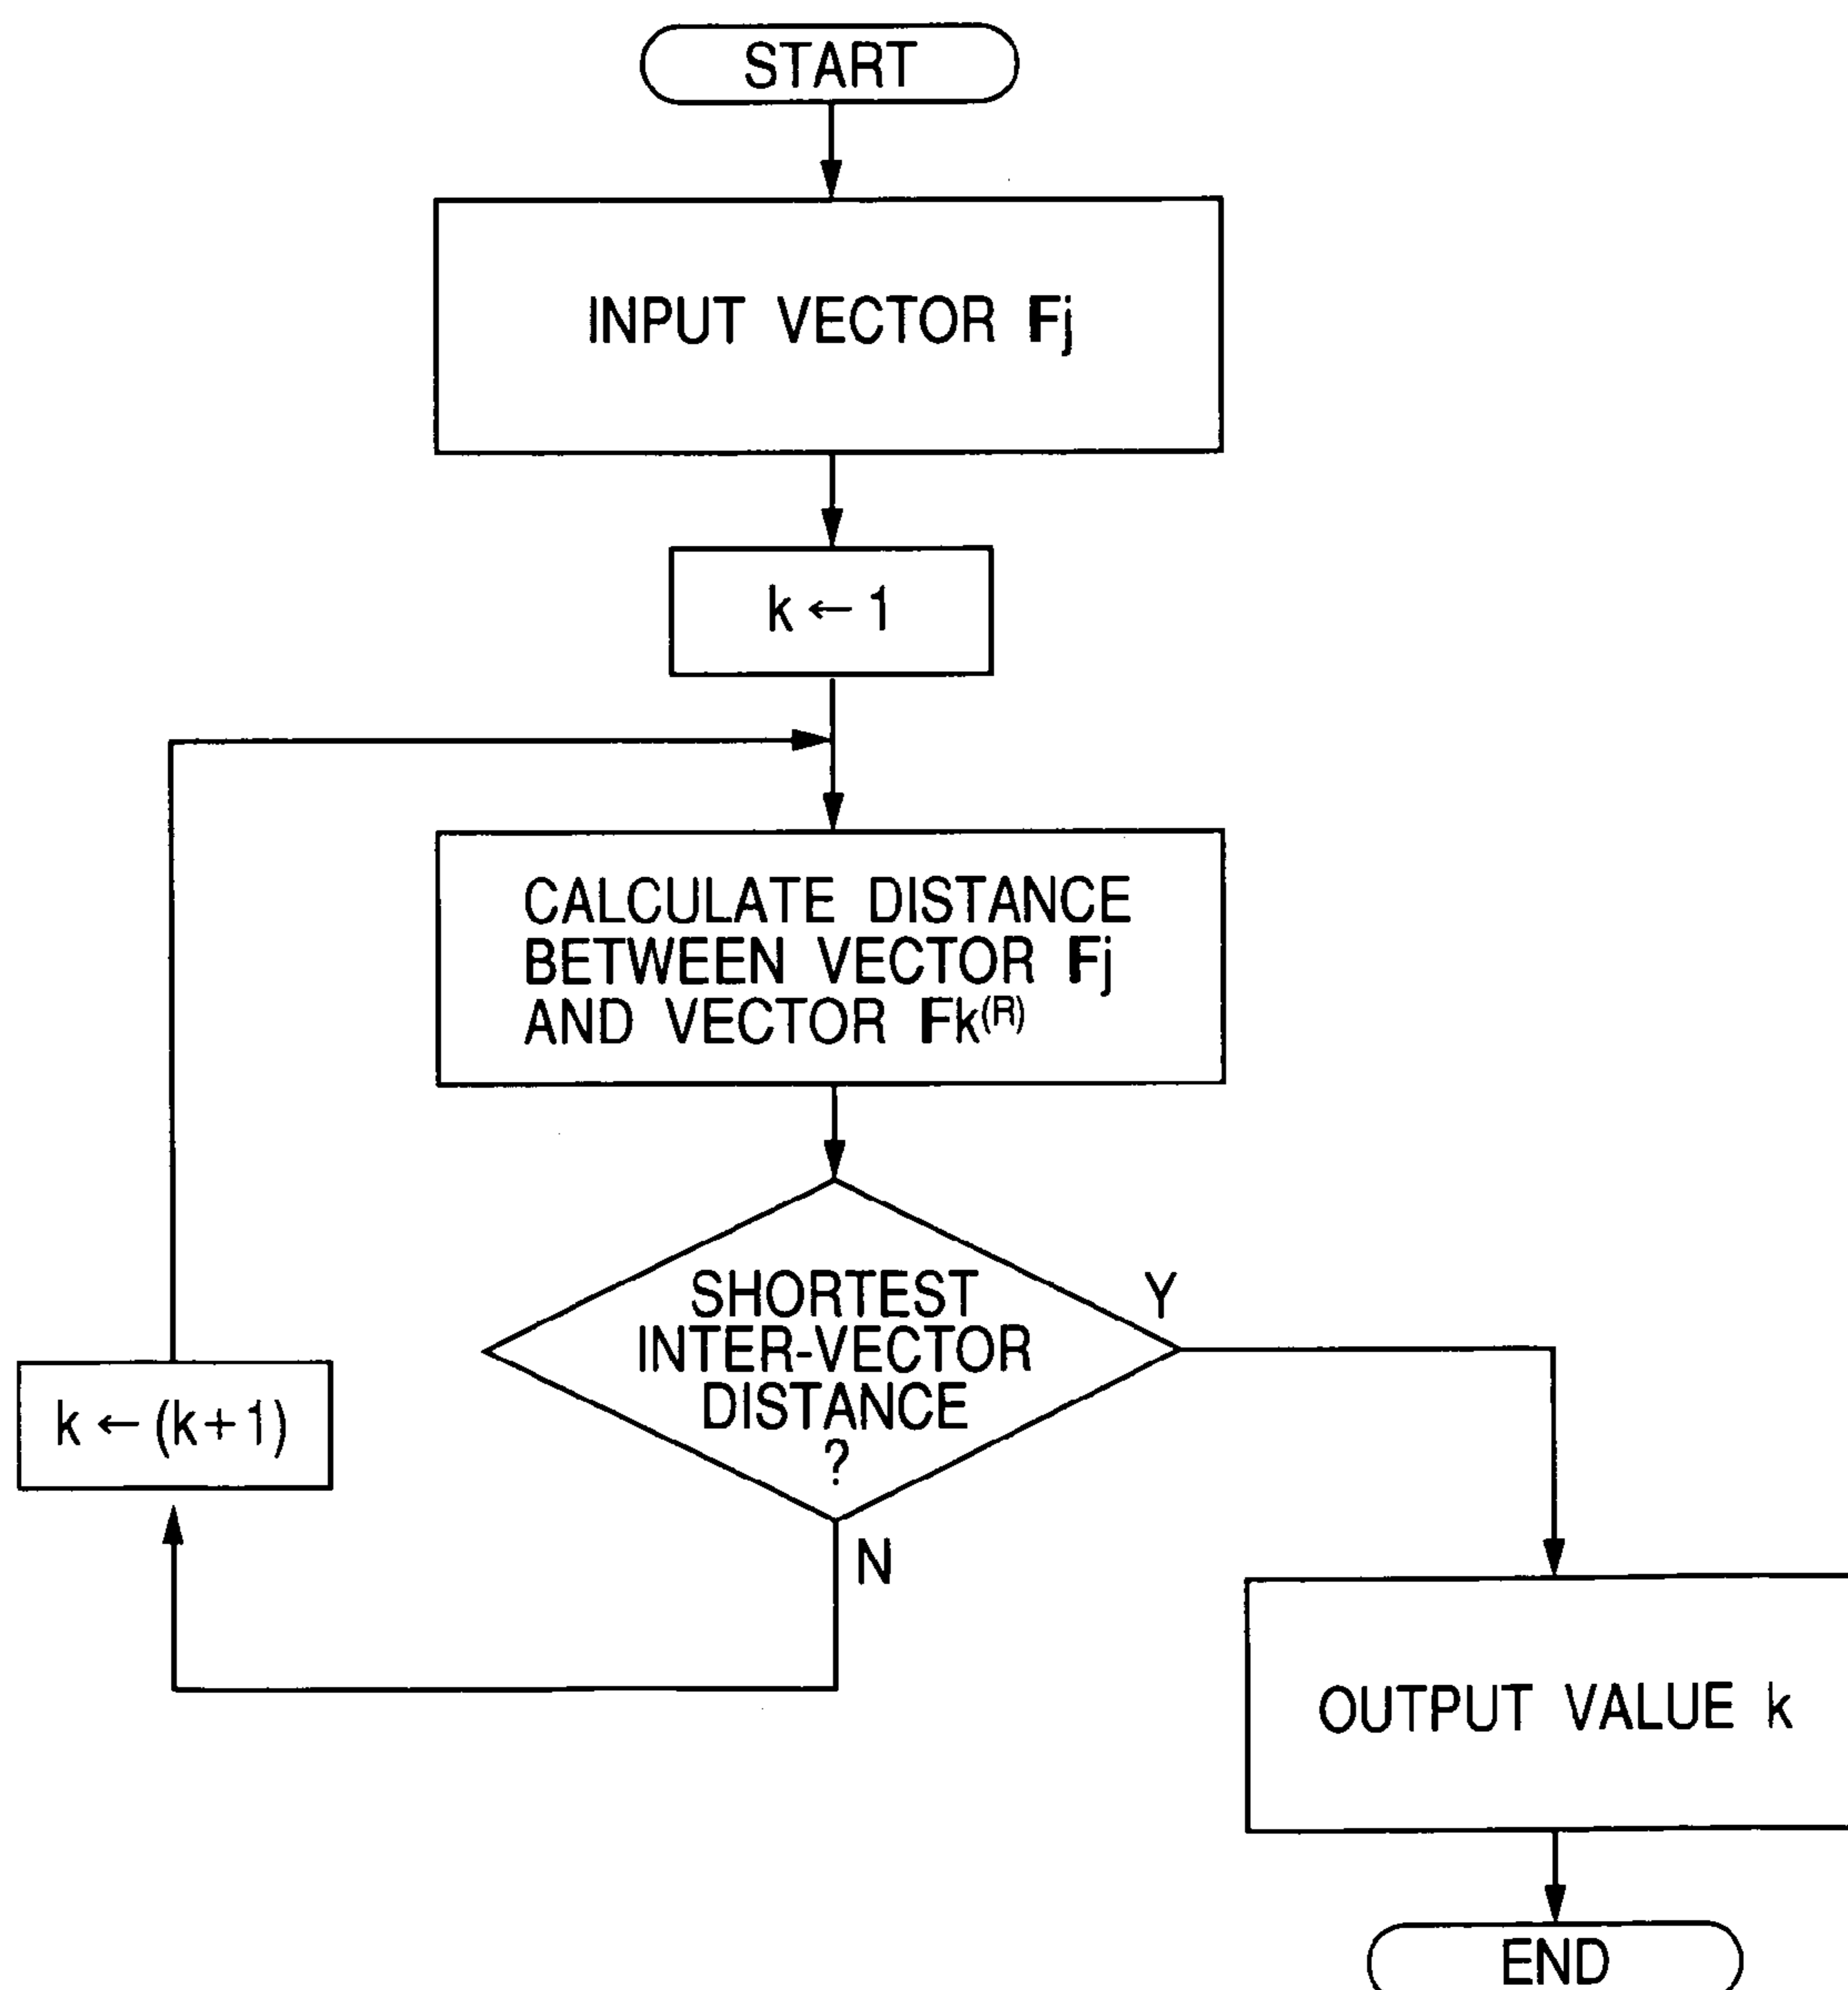 START
INPUT VECTOR Fj
k ← 1
CALCULATE DISTANCE
BETWEEN VECTOR Fj
AND VECTOR Fk(R)
SHORTEST
INTER-VECTOR
DISTANCE
?
Y
N
k ← (k+1)
OUTPUT VALUE k
END